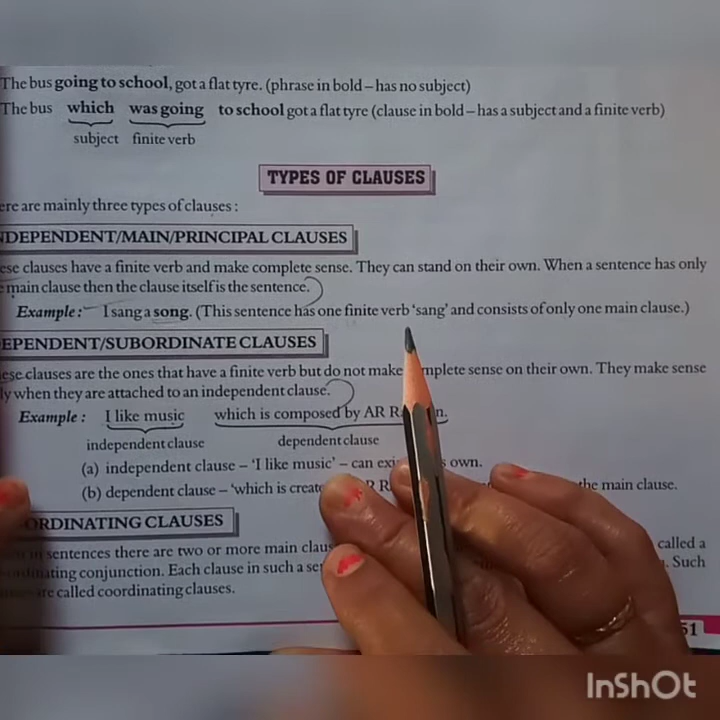 The bus going to school, got a flat tyre. (phrase in bold – has no subject)
The bus which was going to school got a flat tyre (clause in bold – has a subject and a finite verb)
subject finite verb
TYPES OF CLAUSES
ere are mainly three types of clauses :
NDEPENDENT/MAIN/PRINCIPAL CLAUSES
ese clauses have a finite verb and make complete sense. They can stand on their own. When a sentence has only
main clause then the clause itself is the sentence.
Example : I sang a song. (This sentence has one finite verb 'sang' and consists of only one main clause.)
EPENDENT/SUBORDINATE CLAUSES
ese clauses are the ones that have a finite verb but do not make mplete sense on their own. They make sense
ly when they are attached to an independent clause.
Example : I like music which is composed by AR R n.
independent clause dependent clause
(a) independent clause – 'I like music' – can exi s own.
(b) dependent clause – 'which is create R R the main clause.
ORDINATING CLAUSES
in sentences there are two or more main claus called a
inating conjunction. Each clause in such a se . Such
are called coordinating clauses.
51
InShOt